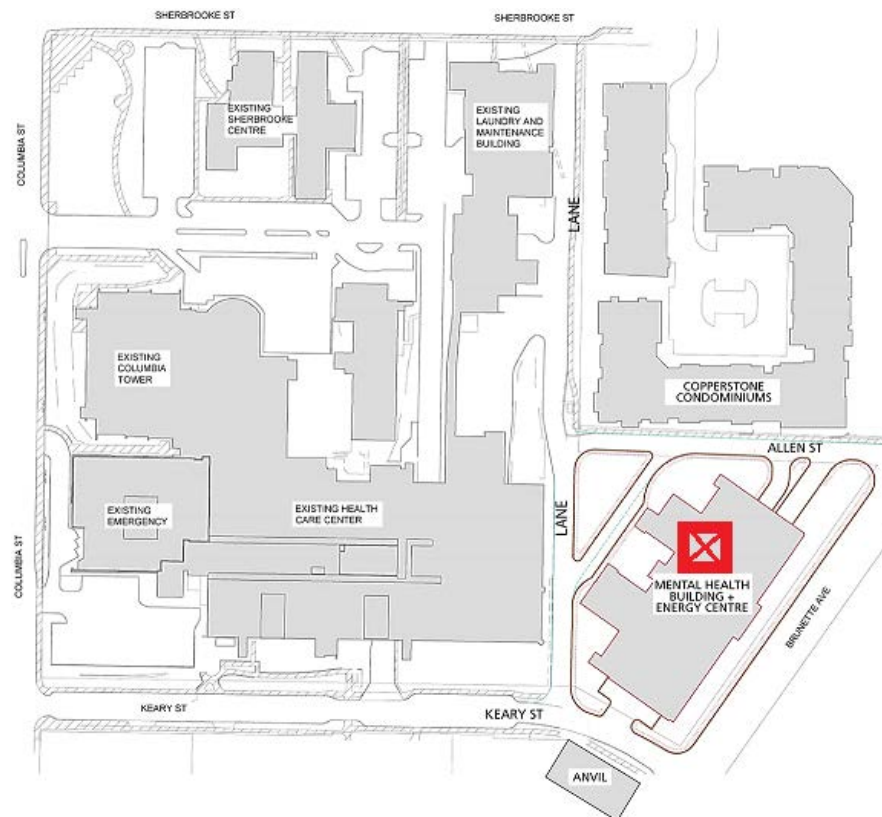 SHERBROOKE ST
SHERBROOKE ST
COLUMBIA ST
EXISTING
SHERBROOKE
CENTRE
EXISTING
LAUNDRY AND
MAINTENANCE
BUILDING
LANE
EXISTING
COLUMBIA
TOWER
COPPERSTONE
CONDOMINIUMS
ALLEN ST
EXISTING
EMERGENCY
EXISTING HEALTH
CARE CENTER
LANE
COLUMBIA ST
MENTAL HEALTH
BUILDING +
ENERGY CENTRE
BRUNETTE AVE
KEARY ST
KEARY ST
ANVIL